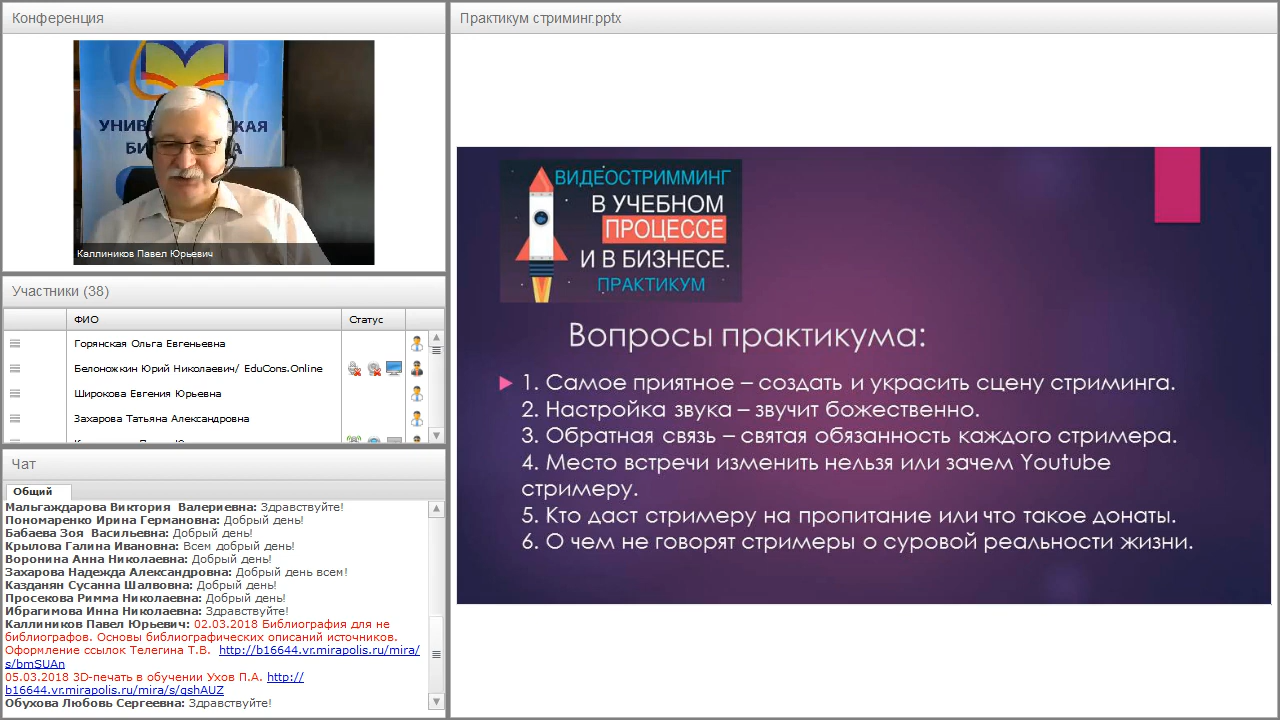 Конференция
УНИВ
КАЯ
Каллиников Павел Юрьевич
Участники (38)
ФИО
Статус
Горянская Ольга Евгеньевна
Белоножкин Юрий Николаевич/ EduCons.Online
Широкова Евгения Юрьевна
Захарова Татьяна Александровна
Чат
Общий
Мальгаждарова Виктория Валериевна: Здравствуйте!
Пономаренко Ирина Германовна: Добрый день!
Бабаева Зоя Васильевна: Добрый день!
Крылова Галина Ивановна: Всем добрый день!
Воронина Анна Николаевна: Добрый день!
Захарова Надежда Александровна: Добрый день всем!
Казданян Сусанна Шалвовна: Добрый день!
Просекова Римма Николаевна: Добрый день!
Ибрагимова Инна Николаевна: Здравствуйте!
Каллиников Павел Юрьевич: 02.03.2018 Библиография для не
библиографов. Основы библиографических описаний источников.
Оформление ссылок Телегина Т.В. http://b16644.vr.mirapolis.ru/mira/
s/bmSUAn
05.03.2018 3D-печать в обучении Ухов П.А. http://
b16644.vr.mirapolis.ru/mira/s/qshAUZ
Обухова Любовь Сергеевна: Здравствуйте!
Практикум стриминг.pptx
ВИДЕОСТРИММИНГ
В УЧЕБНОМ
ПРОЦЕССЕ
И В БИЗНЕСЕ.
ПРАКТИКУМ
Вопросы практикума:
1. Самое приятное – создать и украсить сцену стриминга.
2. Настройка звука – звучит божественно.
3. Обратная связь – святая обязанность каждого стримера.
4. Место встречи изменить нельзя или зачем Youtube
стримеру.
5. Кто даст стримеру на пропитание или что такое донаты.
6. О чем не говорят стримеры о суровой реальности жизни.